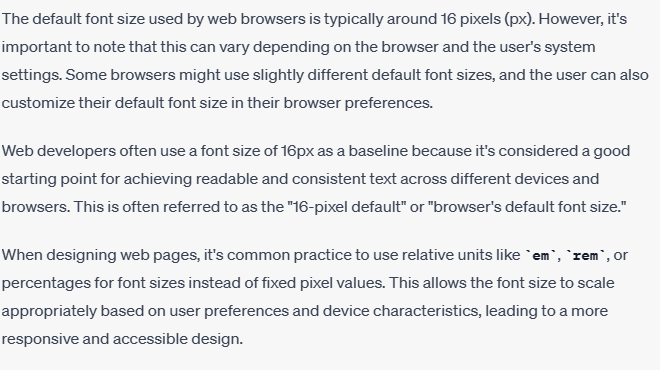 The default font size used by web browsers is typically around 16 pixels (px). However, it's
important to note that this can vary depending on the browser and the user's system
settings. Some browsers might use slightly different default font sizes, and the user can also
customize their default font size in their browser preferences.
Web developers often use a font size of 16px as a baseline because it's considered a good
starting point for achieving readable and consistent text across different devices and
browsers. This is often referred to as the "16-pixel default" or "browser's default font size."
When designing web pages, it's common practice to use relative units like `em`, `rem`, or
percentages for font sizes instead of fixed pixel values. This allows the font size to scale
appropriately based on user preferences and device characteristics, leading to a more
responsive and accessible design.